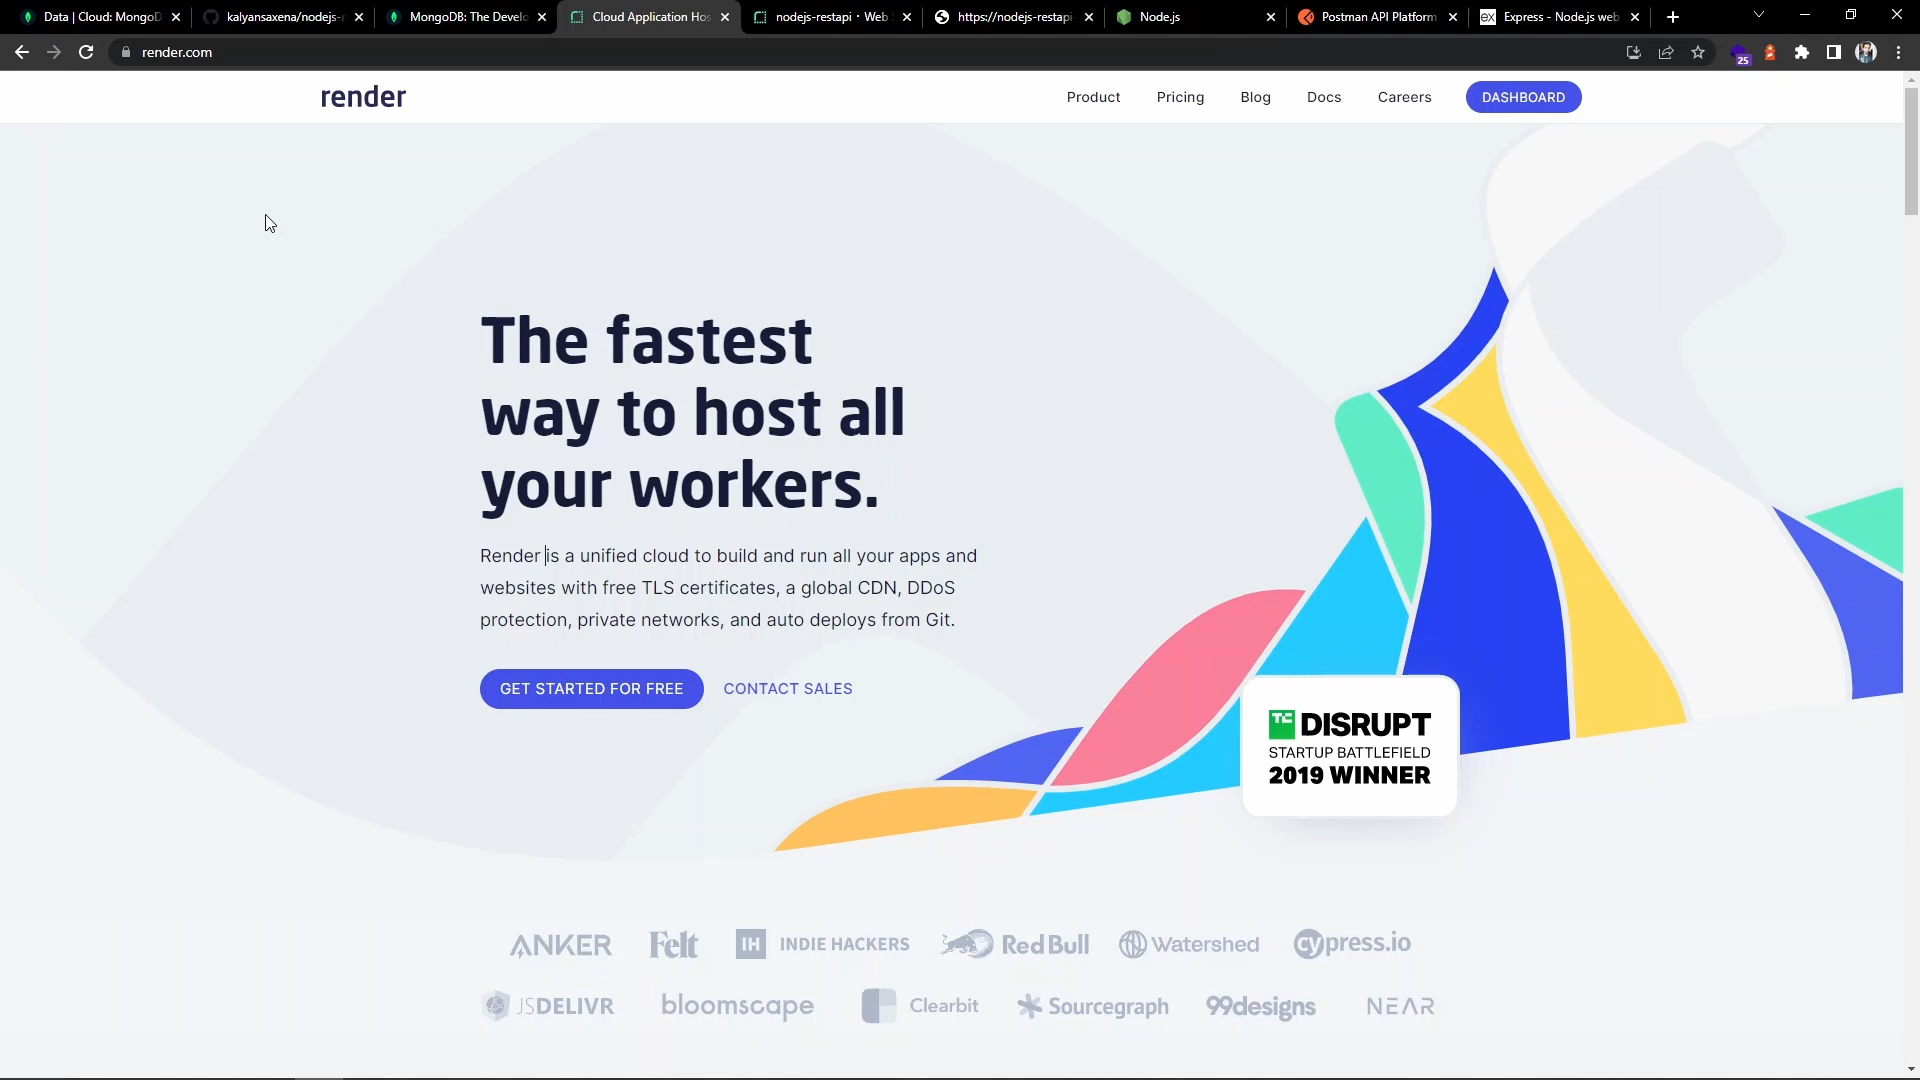 Data | Cloud: MongoD
kalyansaxena/nodejs-r
MongoDB: The Develo
Cloud Application Hos
nodejs-restapi · Web
https://nodejs-restapi
Node.js
Postman API Platform
Express - Node.js web
render.com
25
render
Product
Pricing
Blog
Docs
Careers
DASHBOARD
The fastest
way to host all
your workers.
Render is a unified cloud to build and run all your apps and
websites with free TLS certificates, a global CDN, DDoS
protection, private networks, and auto deploys from Git.
GET STARTED FOR FREE
CONTACT SALES
TC DISRUPT
STARTUP BATTLEFIELD
2019 WINNER
ANKER Felt IH INDIE HACKERS Red Bull Watershed cypress.io
JSDELIVR bloomscape Clearbit Sourcegraph 99designs NEAR